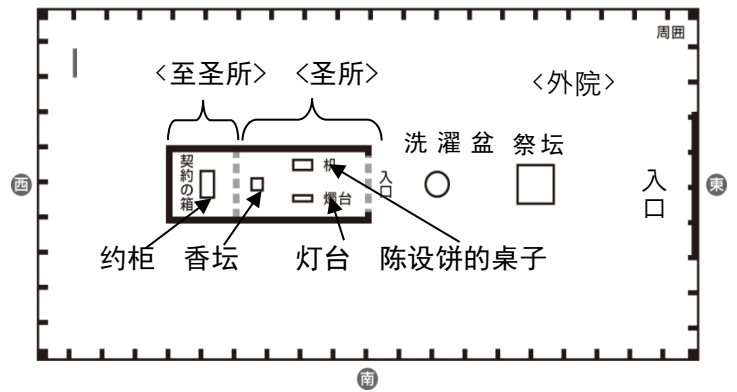 北
周囲
〈至圣所〉 〈圣所〉
〈外院〉
洗濯盆 祭坛
契約の箱
机
燭台
入口
入口
西
東
约柜 香坛 灯台 陈设饼的桌子
南